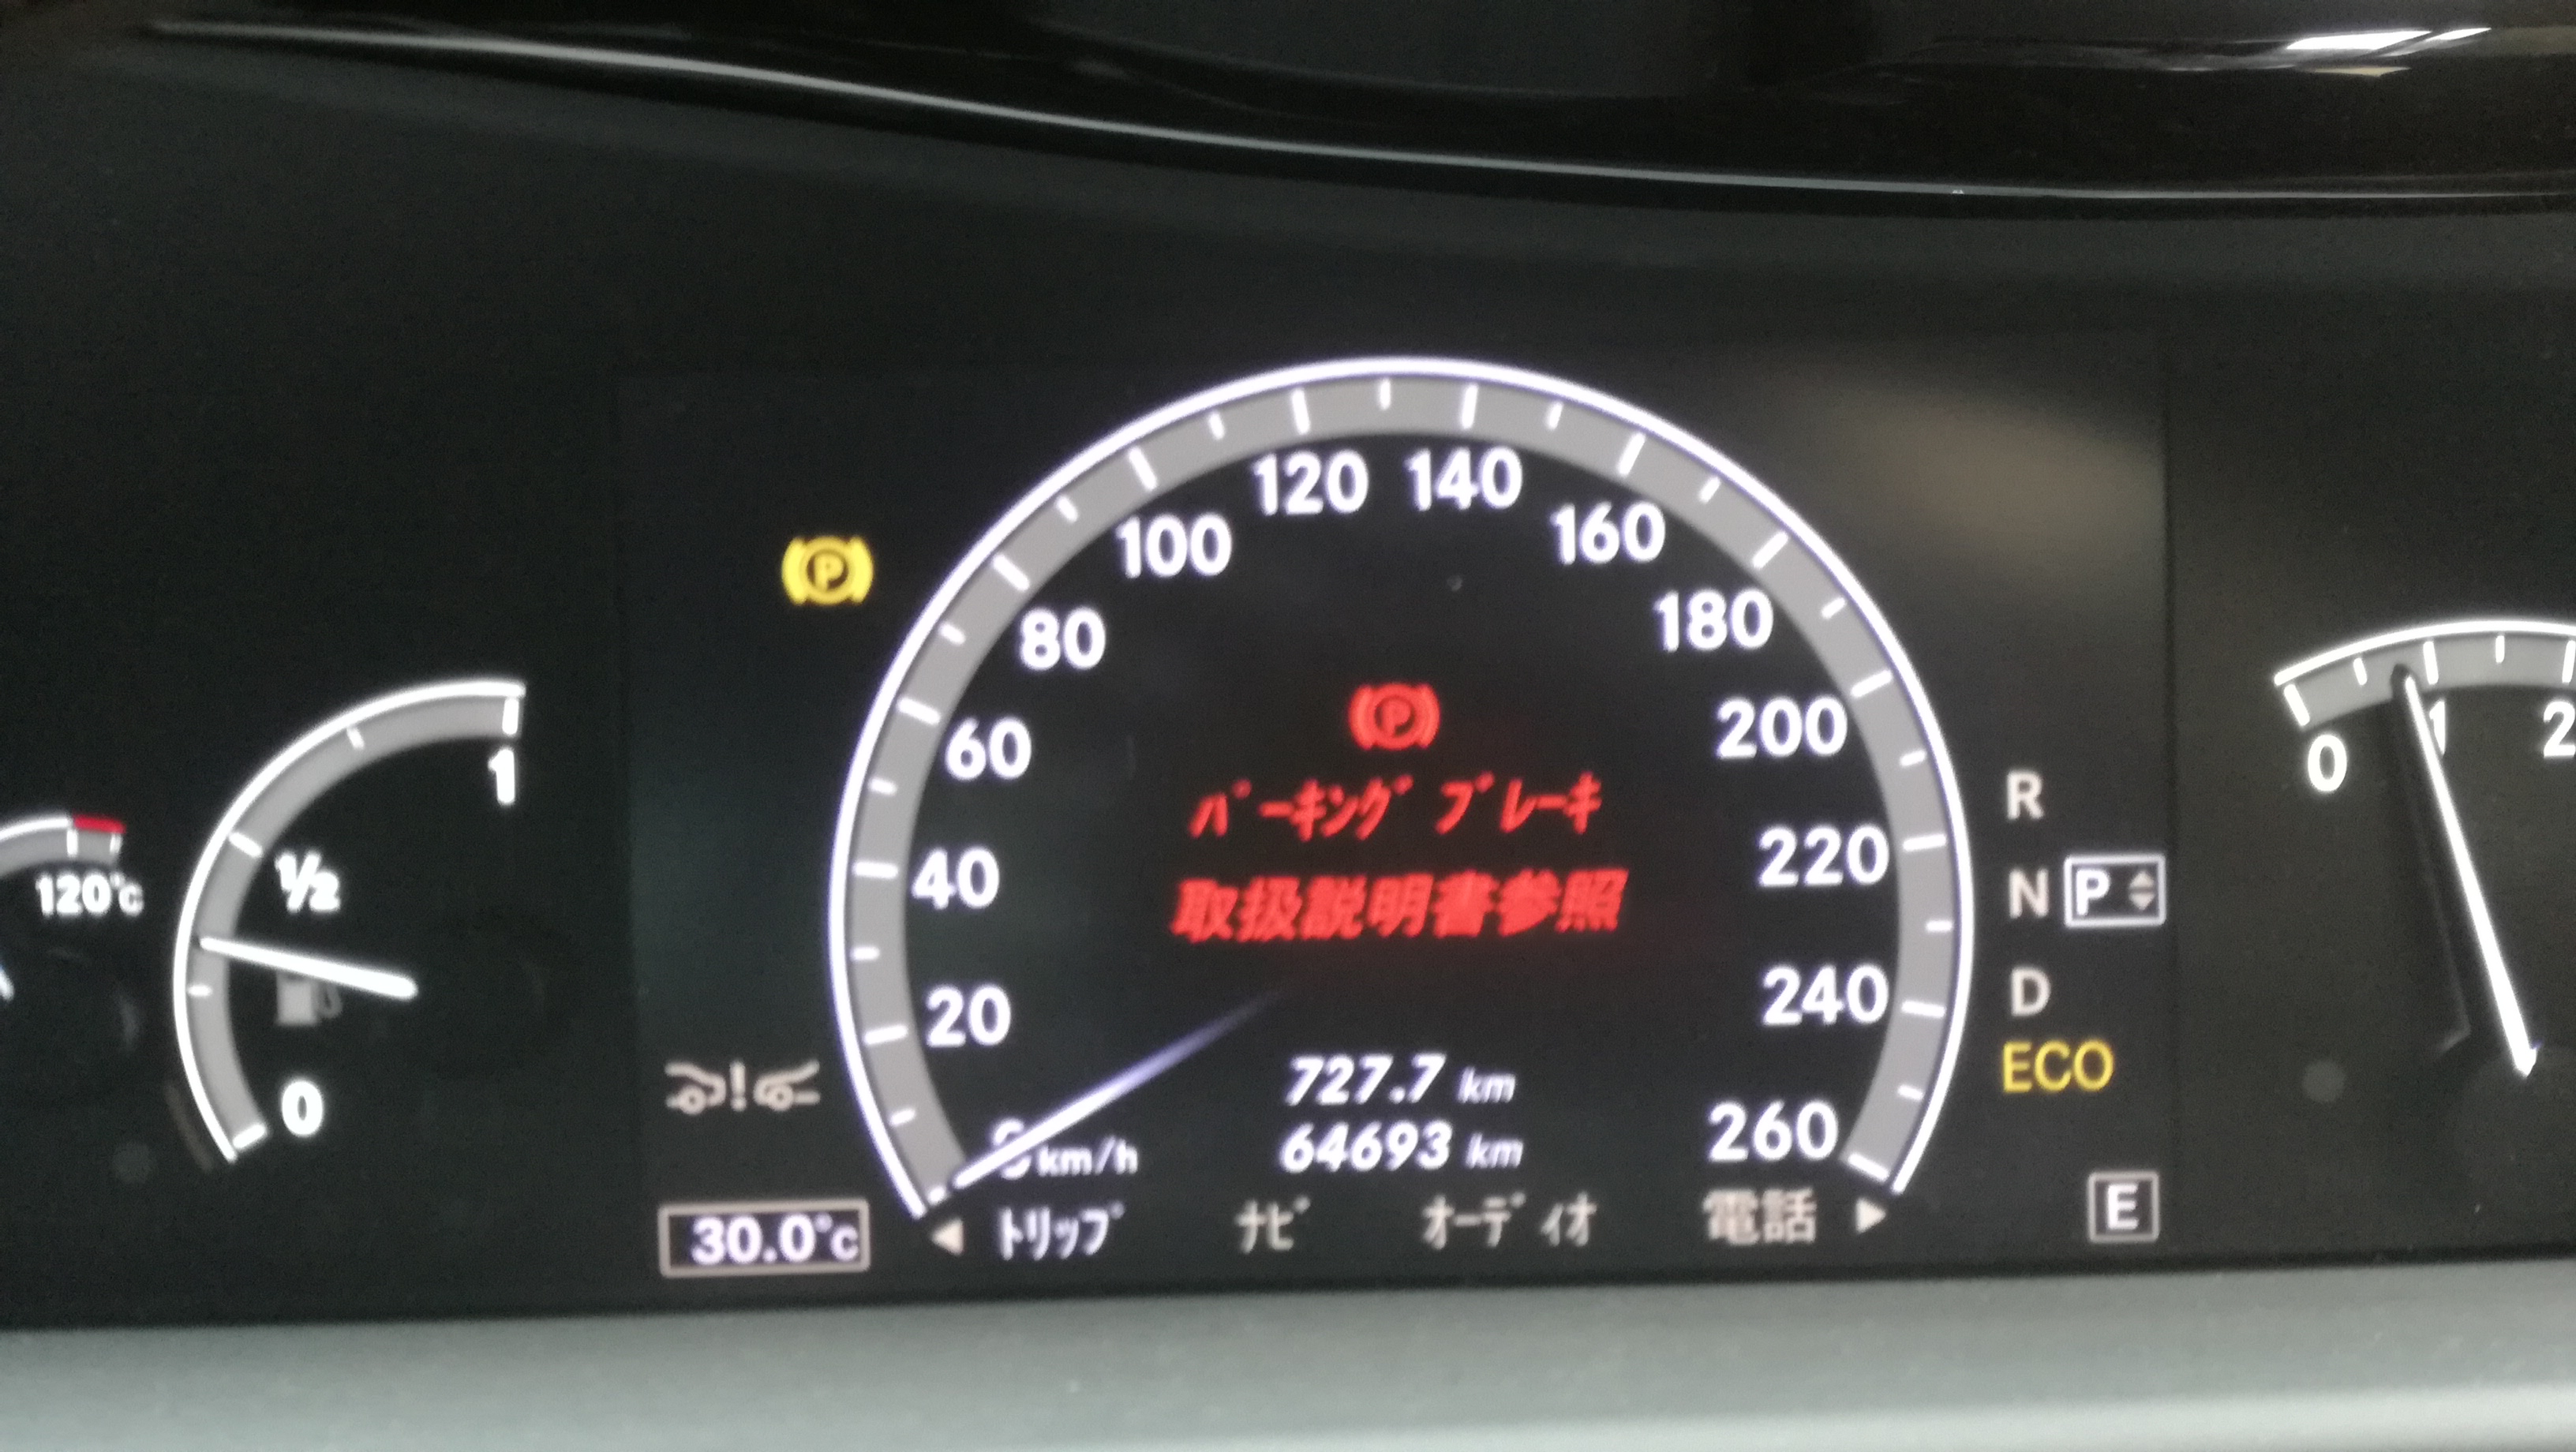 120 140
100 160
80 180
P
60 200
1
P
パーキング ブレーキ
取扱説明書参照
40 220
20 240
260
120°C
1/2
0
R
N P
D
ECO
0 1 2
727.7 km
64693 km
km/h
30.0°C
トリップ ナビ オーディオ 電話
E